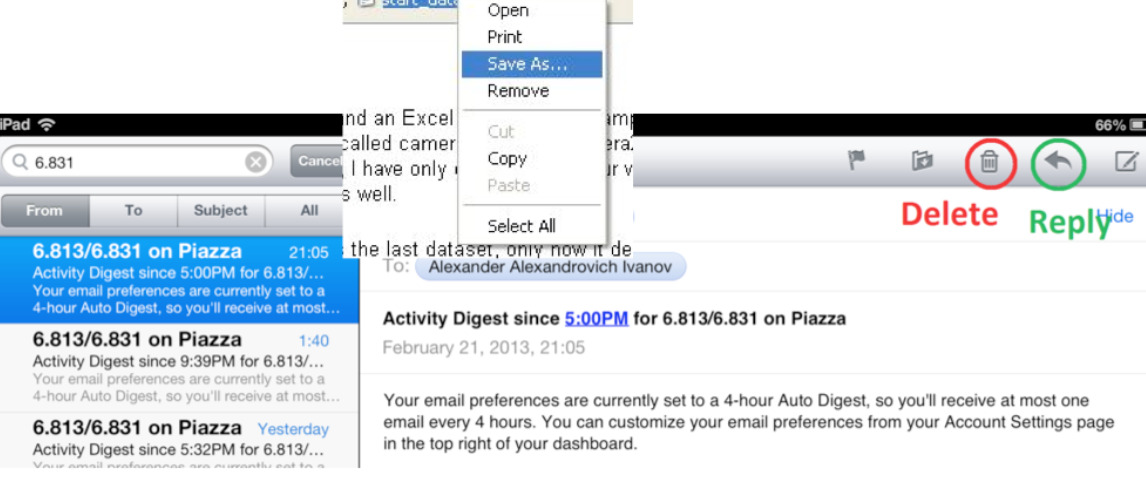 start_data
Open
Print
Save As...
Remove
Cut
Copy
Paste
Select All
nd an Excel
called camer
, I have only
s well.
the last dataset, only now it de
iPad
66%
6.831
Cancel
From
To
Subject
All
Delete
Reply
Hide
6.813/6.831 on Piazza 21:05
Activity Digest since 5:00PM for 6.813/...
Your email preferences are currently set to a
4-hour Auto Digest, so you'll receive at most...
6.813/6.831 on Piazza 1:40
Activity Digest since 9:39PM for 6.813/...
Your email preferences are currently set to a
4-hour Auto Digest, so you'll receive at most...
6.813/6.831 on Piazza Yesterday
Activity Digest since 5:32PM for 6.813/...
Your email preferences are currently set to a
To: Alexander Alexandrovich Ivanov
Activity Digest since 5:00PM for 6.813/6.831 on Piazza
February 21, 2013, 21:05
Your email preferences are currently set to a 4-hour Auto Digest, so you'll receive at most one
email every 4 hours. You can customize your email preferences from your Account Settings page
in the top right of your dashboard.